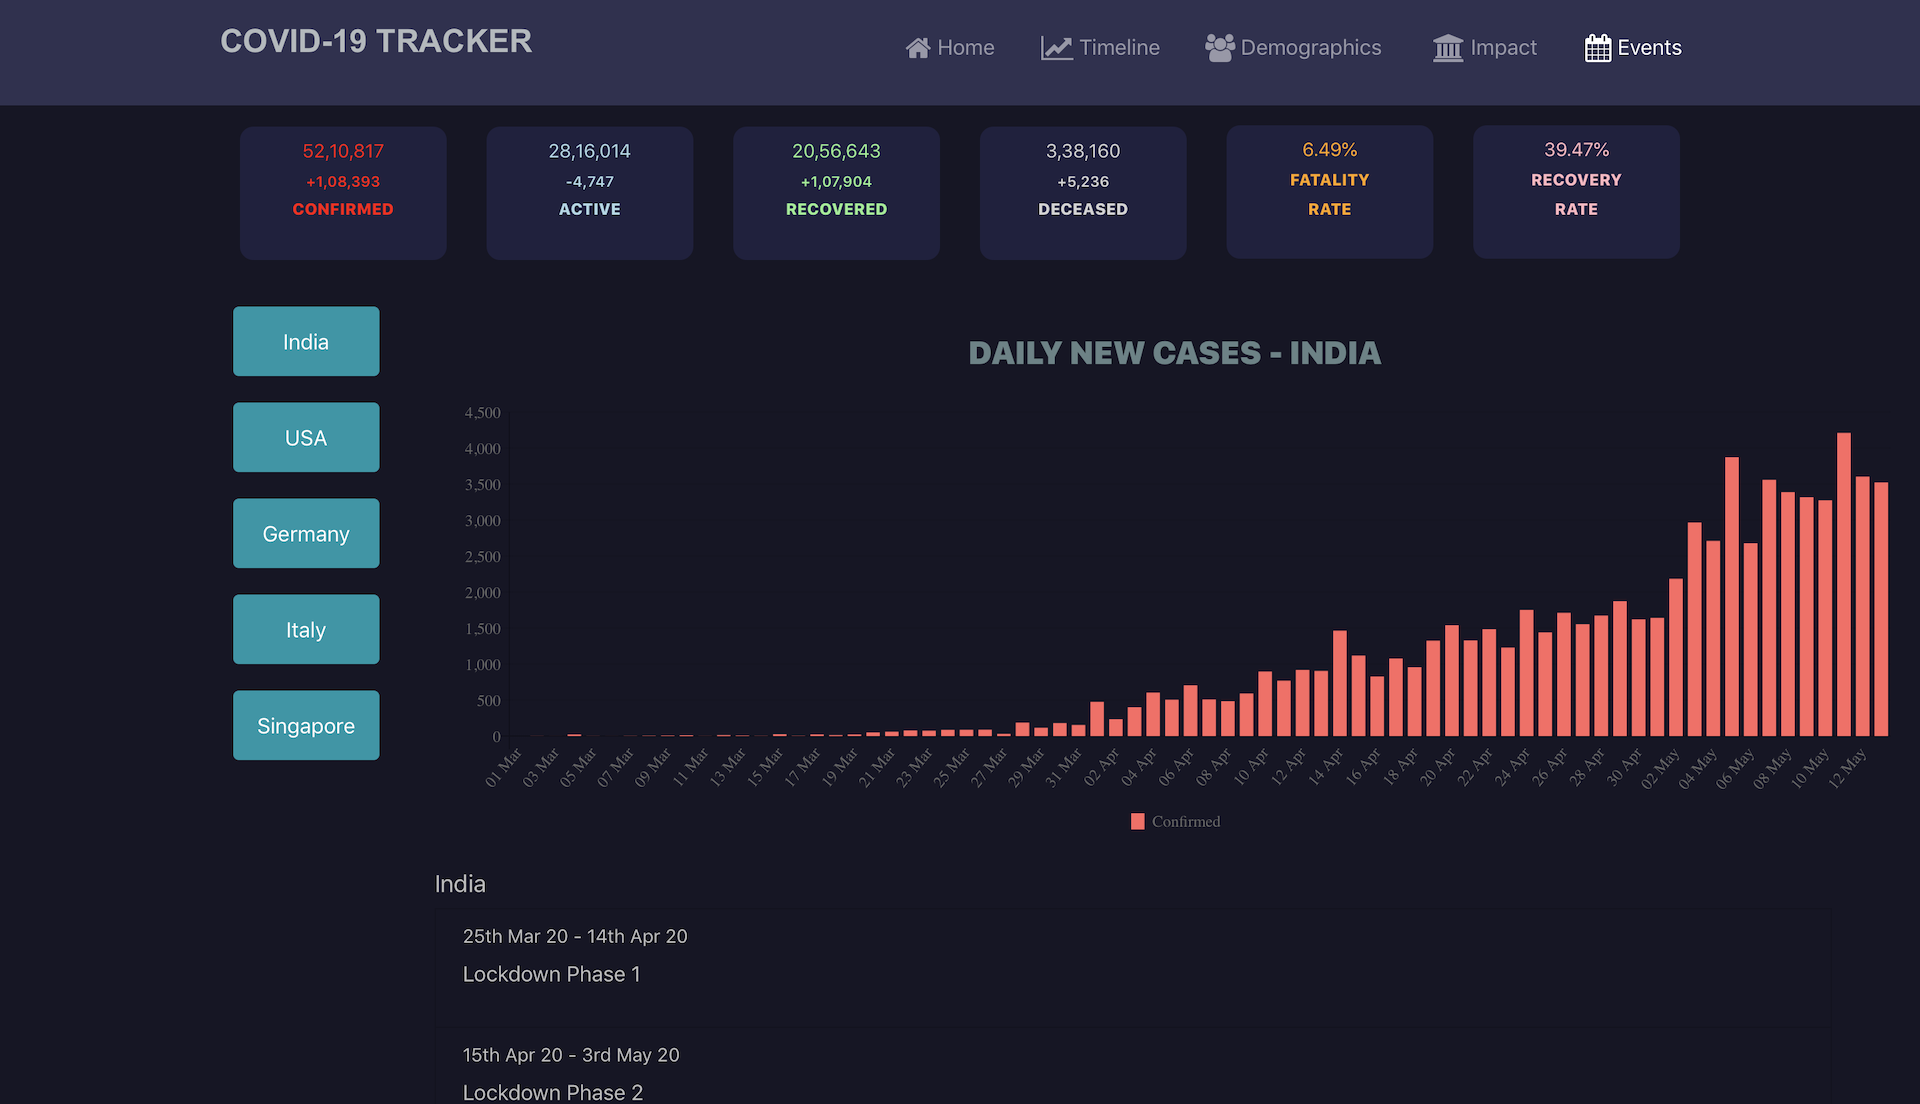 COVID-19 TRACKER
Home
Timeline
Demographics
Impact
Events
52,10,817
+1,08,393
CONFIRMED
28,16,014
-4,747
ACTIVE
20,56,643
+1,07,904
RECOVERED
3,38,160
+5,236
DECEASED
6.49%
FATALITY
RATE
39.47%
RECOVERY
RATE
India
USA
Germany
Italy
Singapore
DAILY NEW CASES - INDIA
4,500
4,000
3,500
3,000
2,500
2,000
1,500
1,000
500
0
01 Mar
03 Mar
05 Mar
07 Mar
09 Mar
11 Mar
13 Mar
15 Mar
17 Mar
19 Mar
21 Mar
23 Mar
25 Mar
27 Mar
29 Mar
31 Mar
02 Apr
04 Apr
06 Apr
08 Apr
10 Apr
12 Apr
14 Apr
16 Apr
18 Apr
20 Apr
22 Apr
24 Apr
26 Apr
28 Apr
30 Apr
02 May
04 May
06 May
08 May
10 May
12 May
Confirmed
India
25th Mar 20 - 14th Apr 20
Lockdown Phase 1
15th Apr 20 - 3rd May 20
Lockdown Phase 2